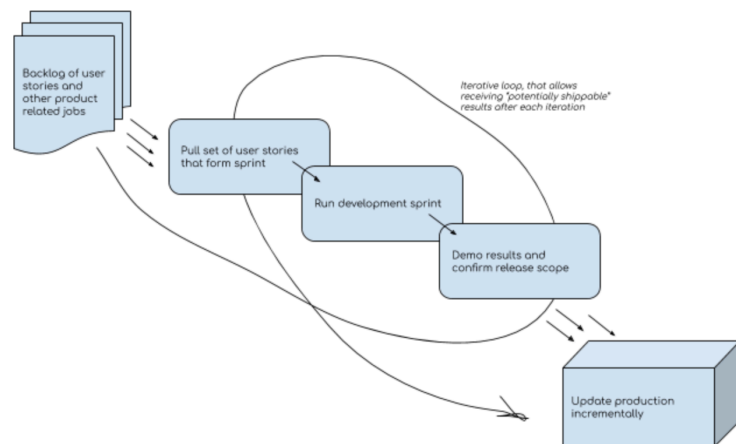 Backlog of user
stories and
other product
related jobs
Iterative loop, that allows
receiving "potentially shippable"
results after each iteration
Pull set of user stories
that form sprint
Run development sprint
Demo results and
confirm release scope
Update production
incrementally